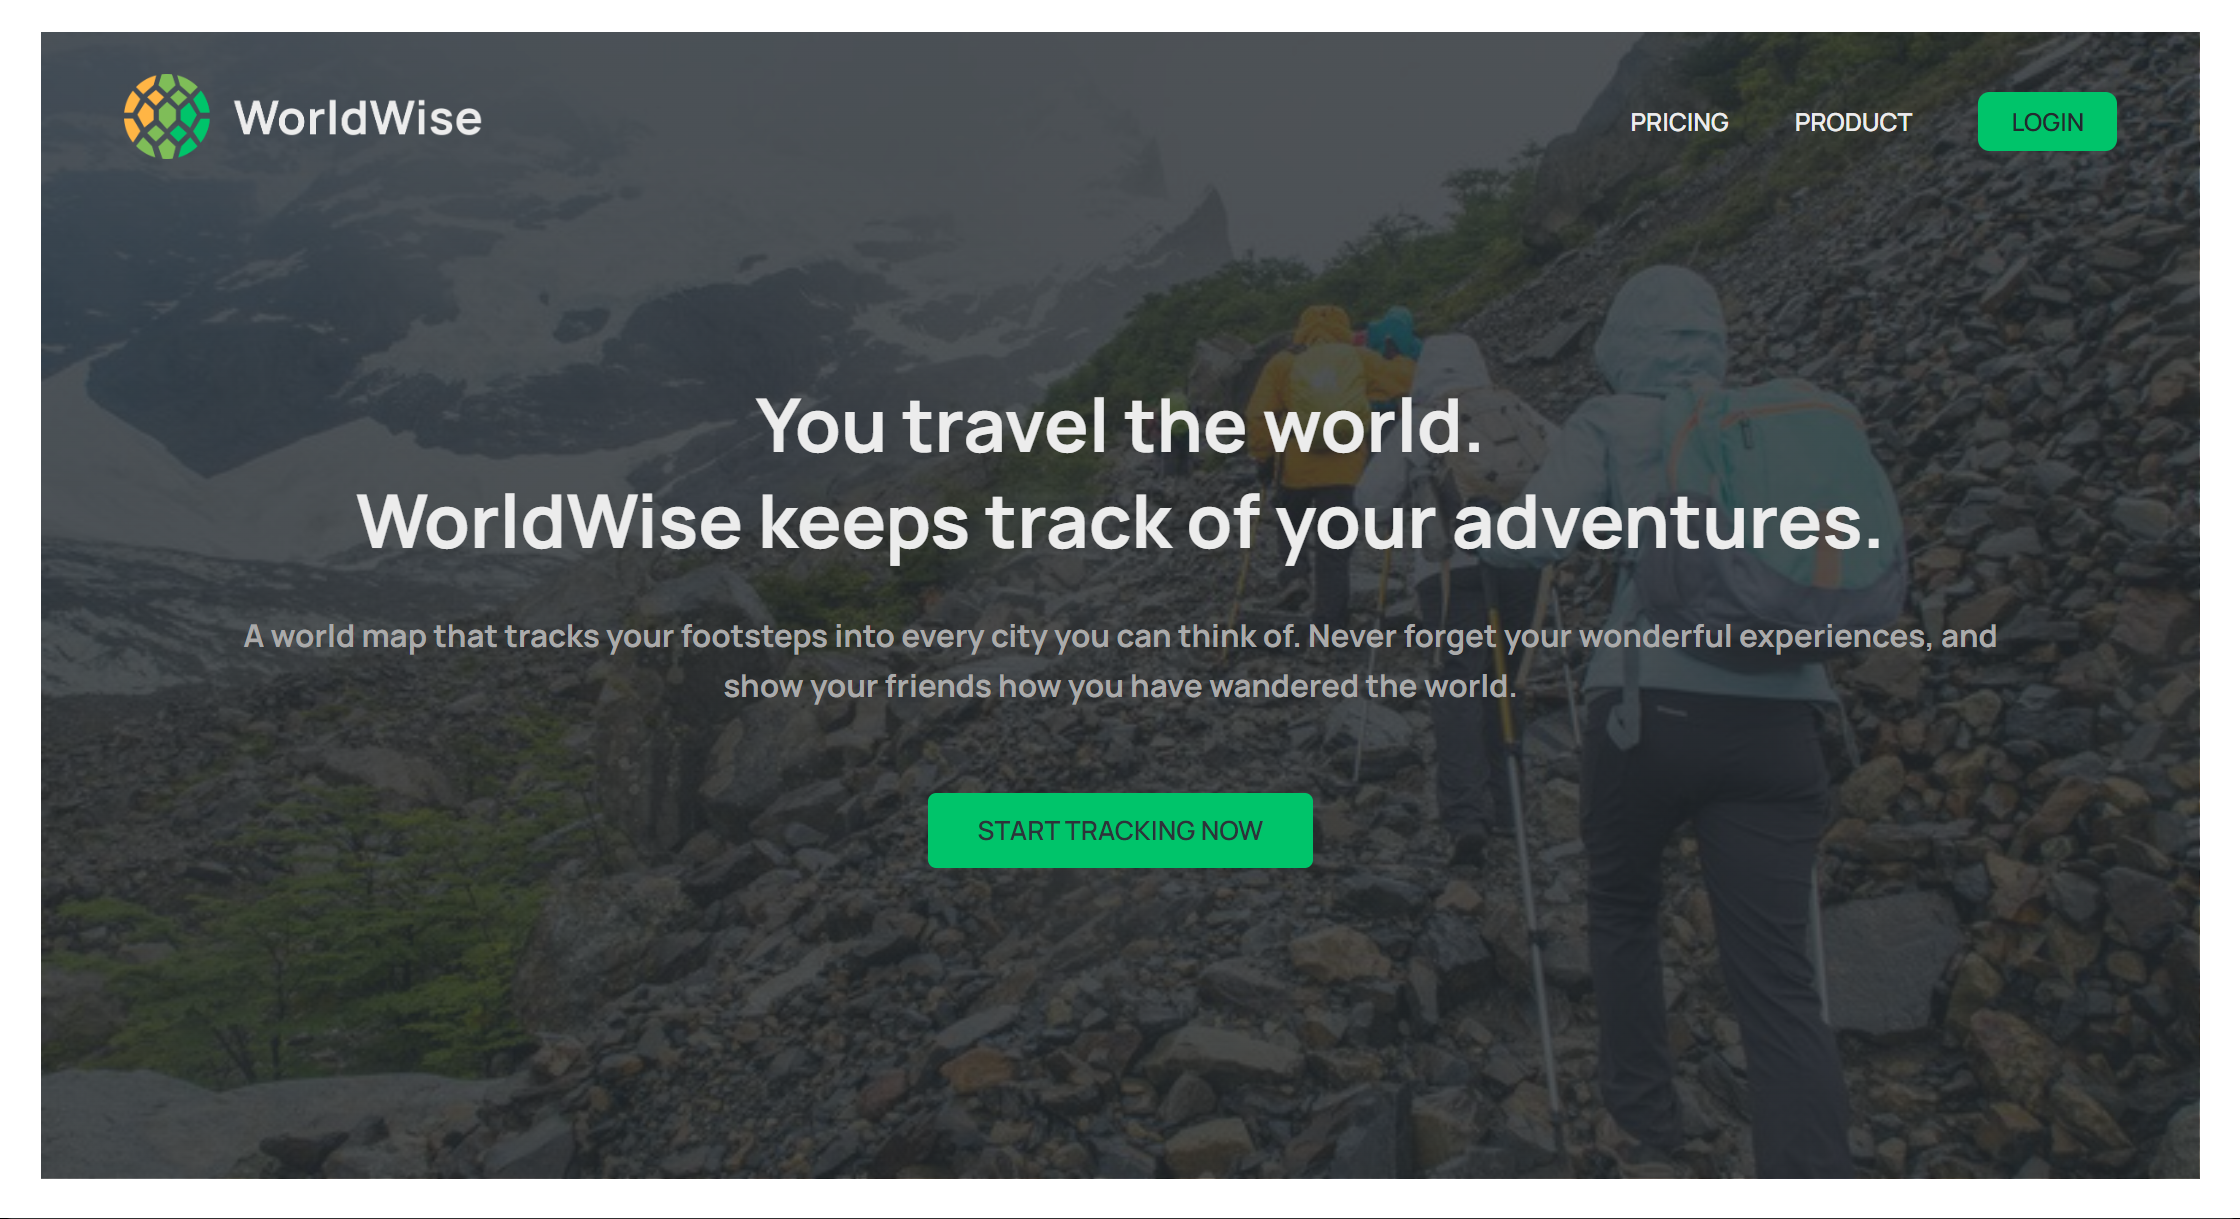 WorldWise
PRICING
PRODUCT
LOGIN
You travel the world.
WorldWise keeps track of your adventures.
A world map that tracks your footsteps into every city you can think of. Never forget your wonderful experiences, and
show your friends how you have wandered the world.
START TRACKING NOW